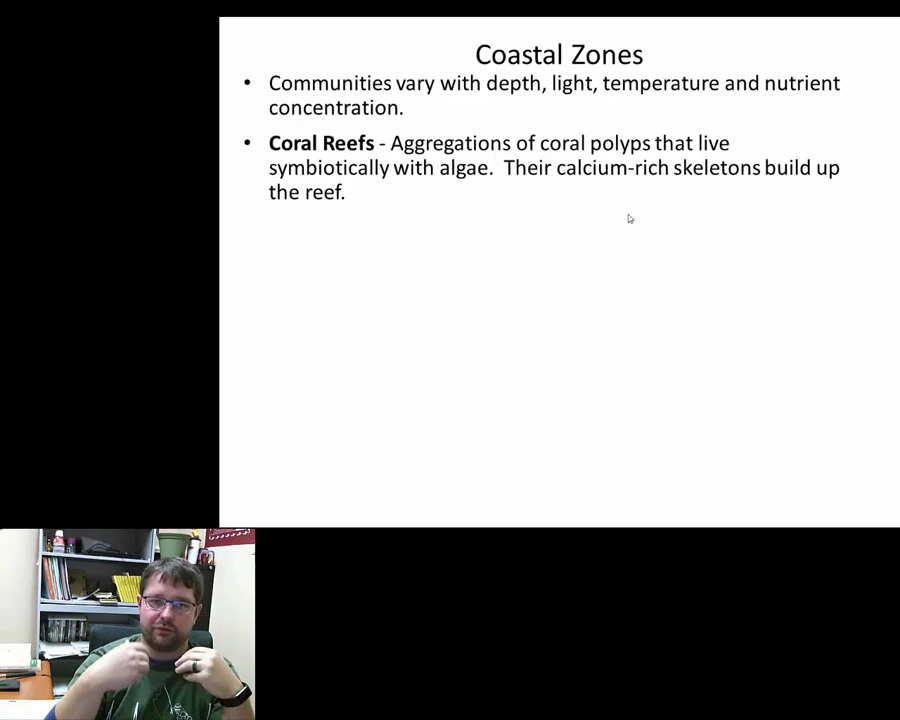 Coastal Zones
• Communities vary with depth, light, temperature and nutrient
concentration.
• Coral Reefs - Aggregations of coral polyps that live
symbiotically with algae.  Their calcium-rich skeletons build up
the reef.